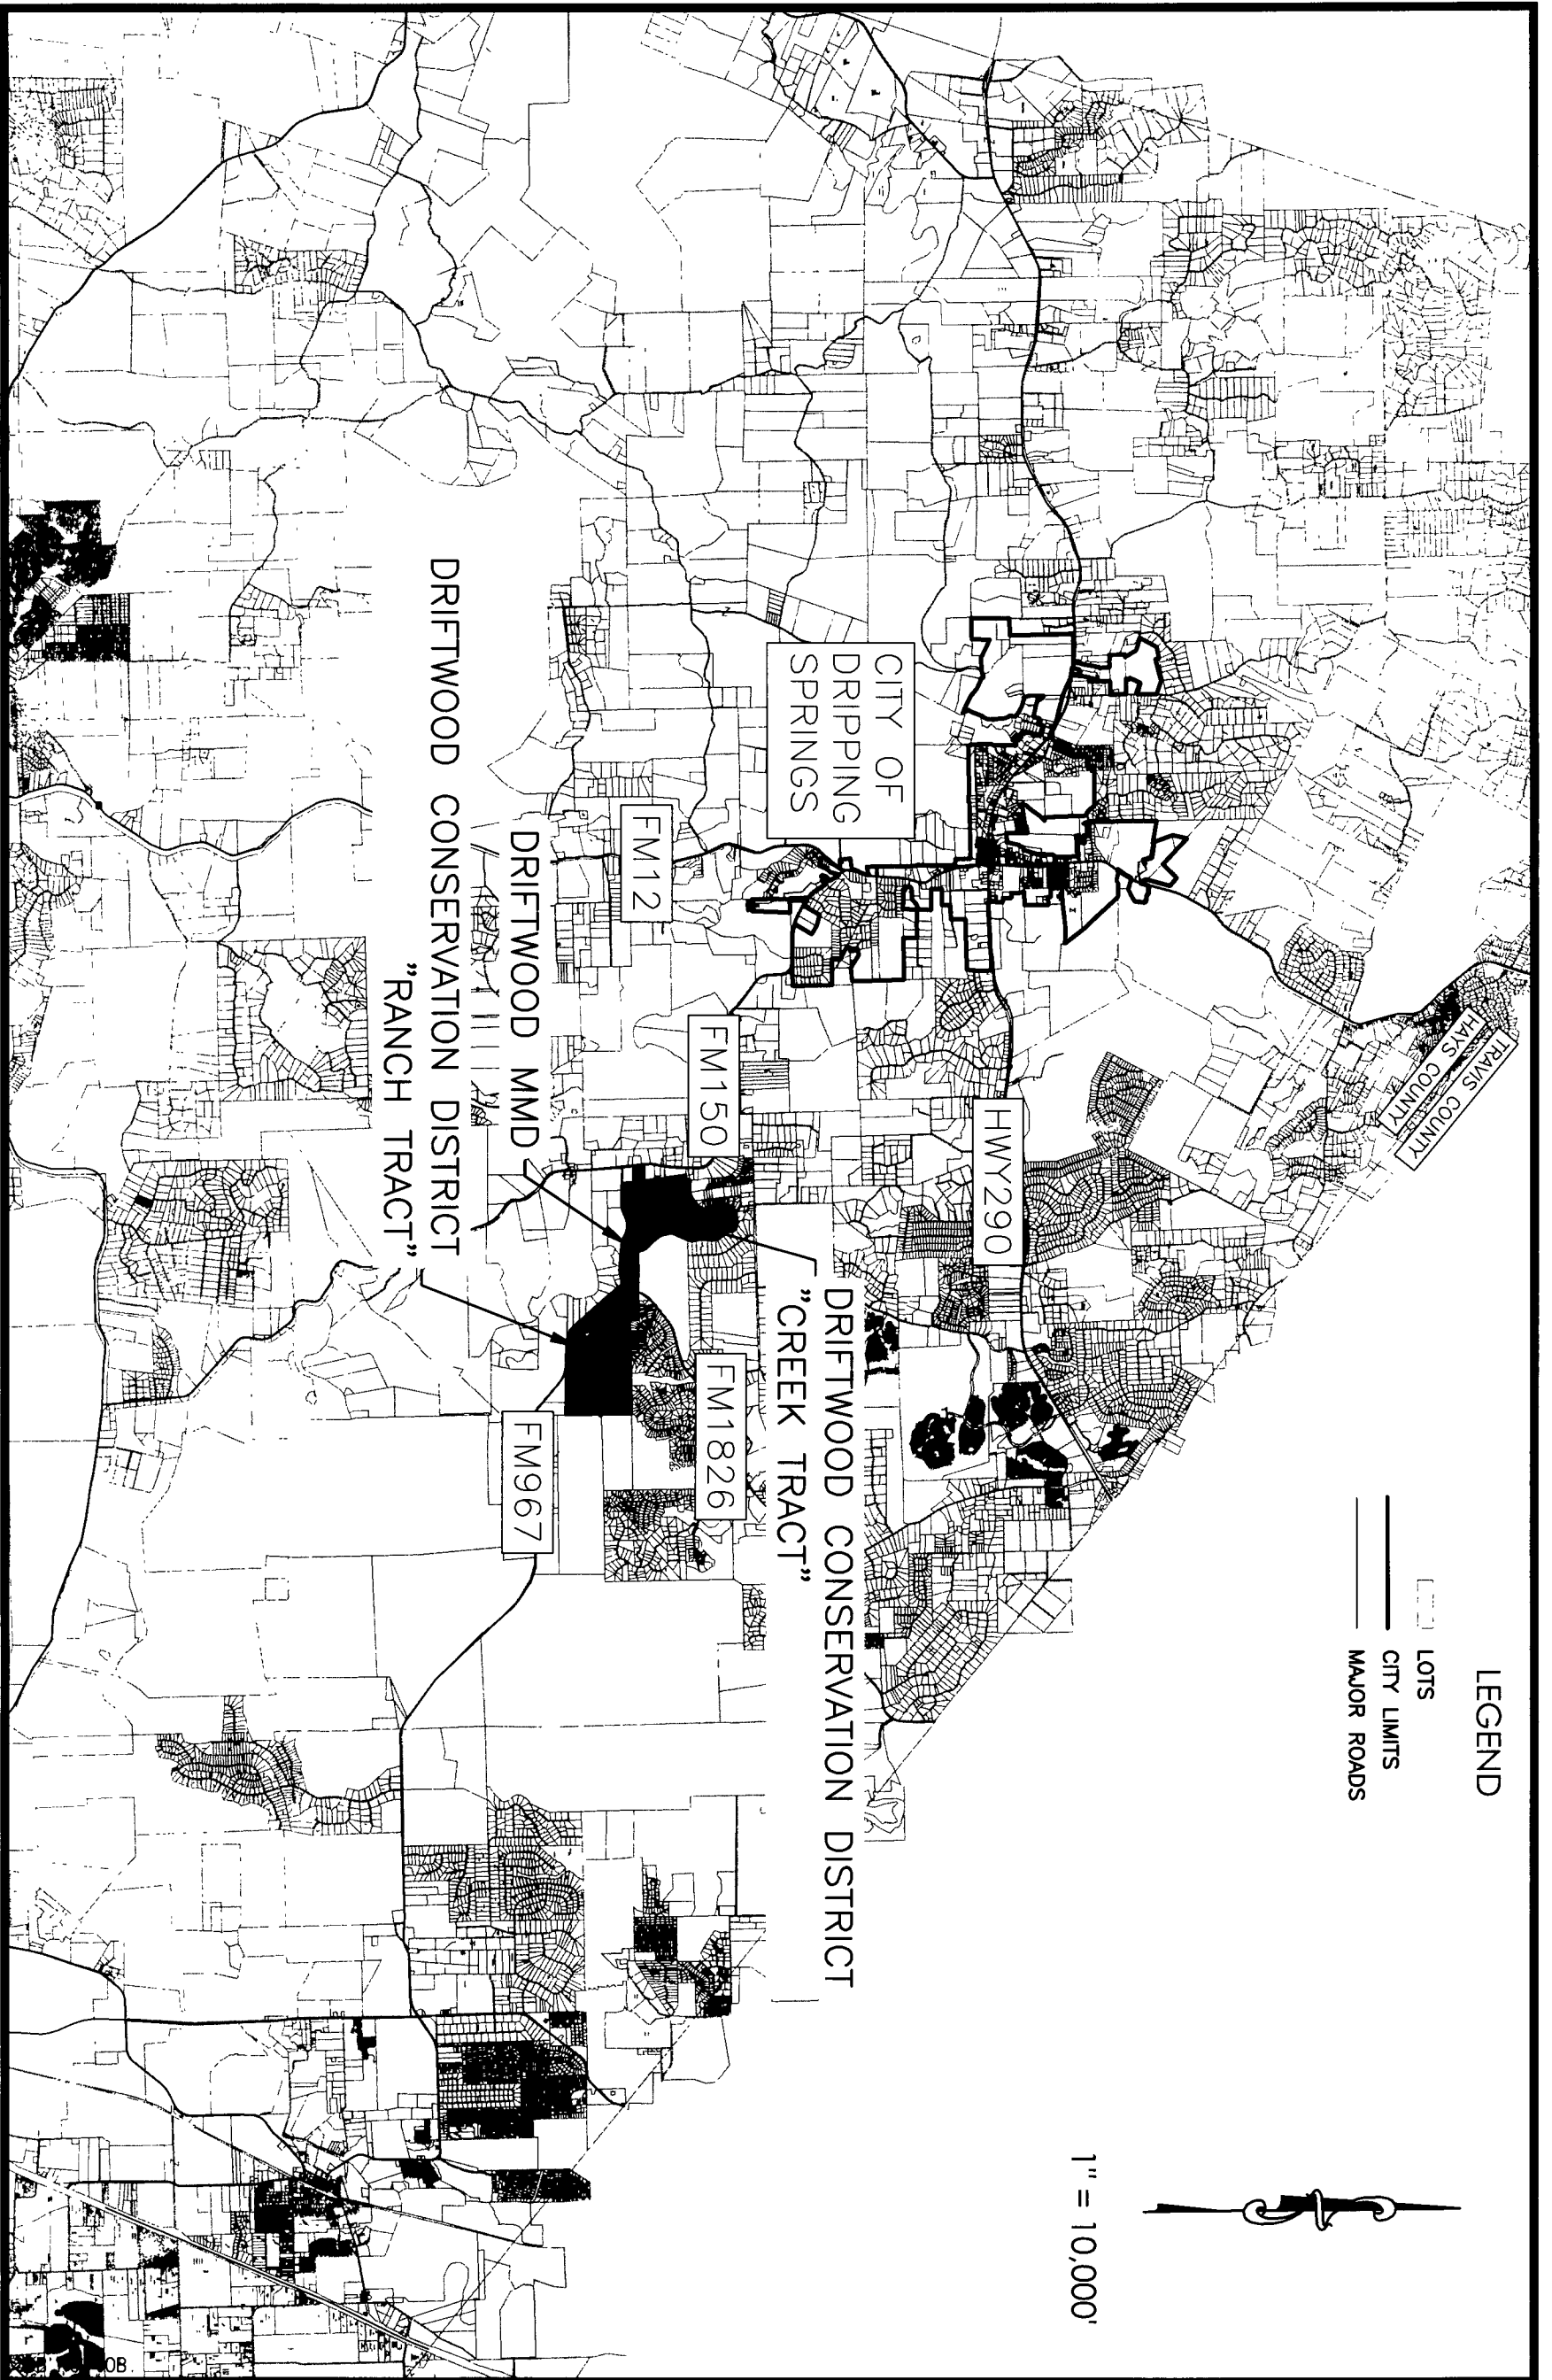 LEGEND
LOTS
CITY LIMITS
MAJOR ROADS
1" = 10,000'
TRAVIS COUNTY
HAYS COUNTY
HWY290
CITY OF
DRIPPING
SPRINGS
DRIFTWOOD CONSERVATION DISTRICT
"CREEK TRACT"
FM150
FM1826
FM12
DRIFTWOOD MMD
FM967
DRIFTWOOD CONSERVATION DISTRICT
"RANCH TRACT"